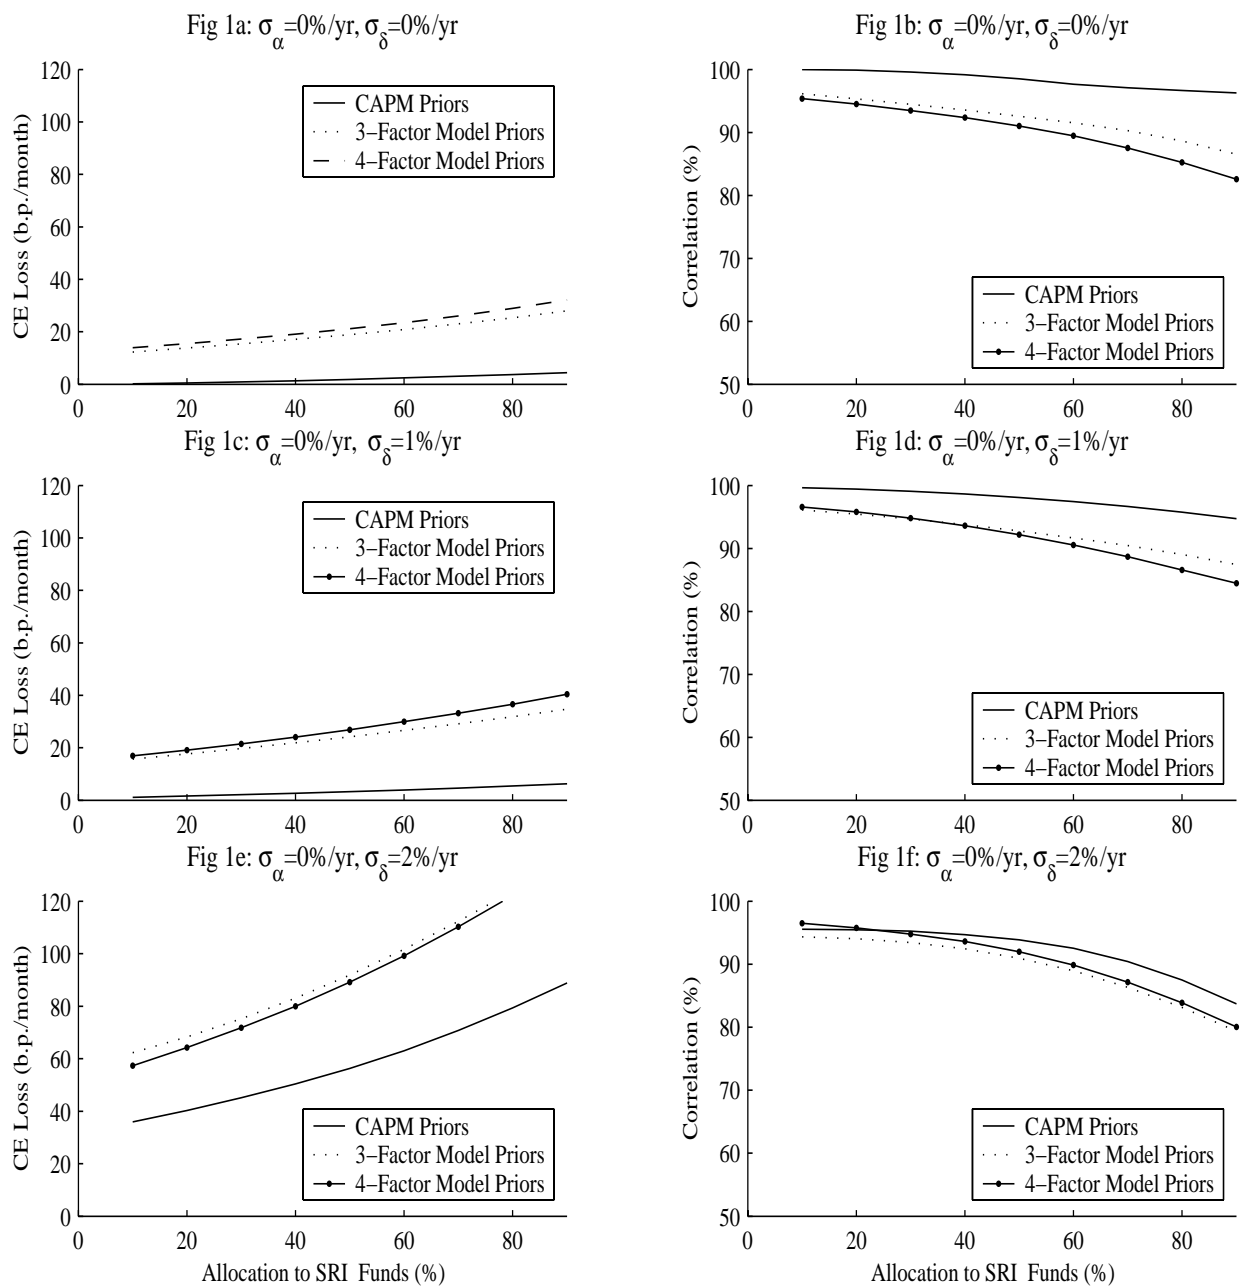 Fig 1a: σα=0%/yr, σδ=0%/yr
120
100
80
60
40
20
0
CE Loss (b.p./month)
CAPM Priors
3−Factor Model Priors
4−Factor Model Priors
0 20 40 60 80
Fig 1b: σα=0%/yr, σδ=0%/yr
100
90
80
70
60
50
Correlation (%)
CAPM Priors
3−Factor Model Priors
4−Factor Model Priors
0 20 40 60 80
Fig 1c: σα=0%/yr, σδ=1%/yr
120
100
80
60
40
20
0
CE Loss (b.p./month)
CAPM Priors
3−Factor Model Priors
4−Factor Model Priors
0 20 40 60 80
Fig 1d: σα=0%/yr, σδ=1%/yr
100
90
80
70
60
50
Correlation (%)
CAPM Priors
3−Factor Model Priors
4−Factor Model Priors
0 20 40 60 80
Fig 1e: σα=0%/yr, σδ=2%/yr
120
100
80
60
40
20
0
CE Loss (b.p./month)
CAPM Priors
3−Factor Model Priors
4−Factor Model Priors
0 20 40 60 80
Allocation to SRI Funds (%)
Fig 1f: σα=0%/yr, σδ=2%/yr
100
90
80
70
60
50
Correlation (%)
CAPM Priors
3−Factor Model Priors
4−Factor Model Priors
0 20 40 60 80
Allocation to SRI Funds (%)